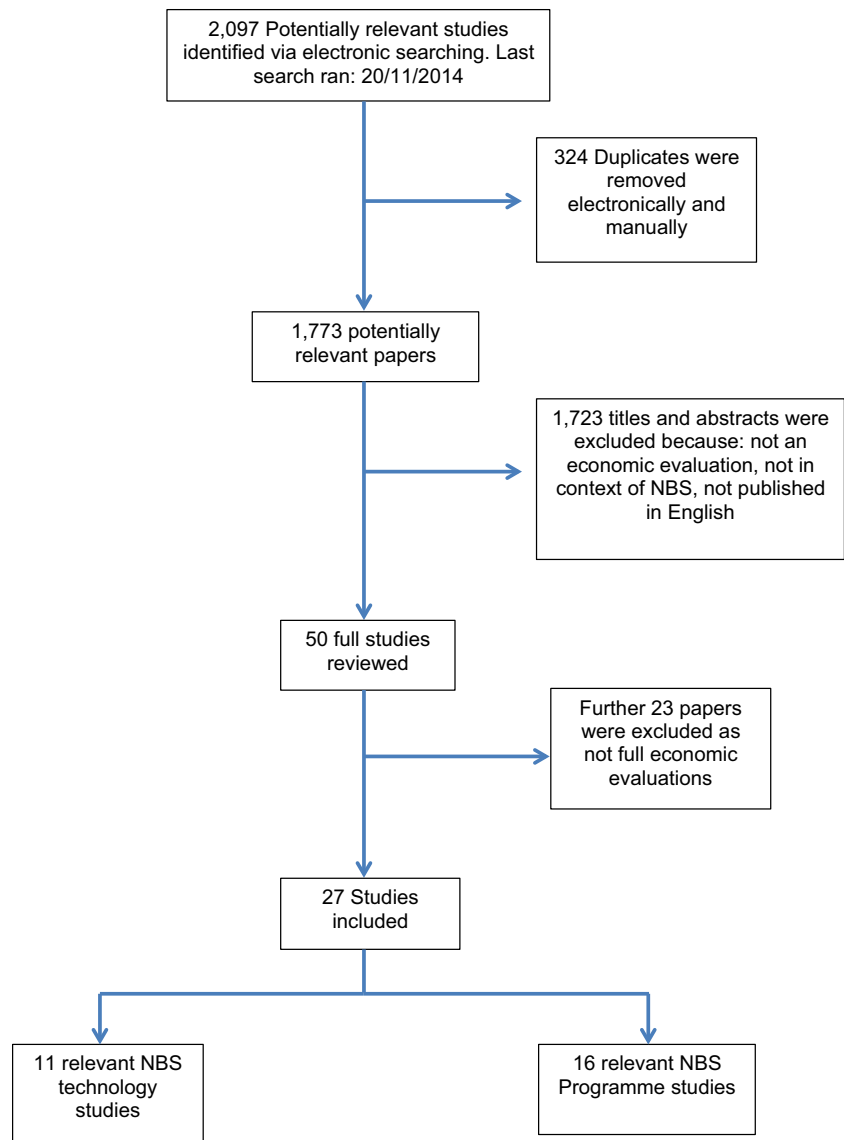 2,097 Potentially relevant studies
identified via electronic searching. Last
search ran: 20/11/2014
324 Duplicates were
removed
electronically and
manually
1,773 potentially
relevant papers
1,723 titles and abstracts were
excluded because: not an
economic evaluation, not in
context of NBS, not published
in English
50 full studies
reviewed
Further 23 papers
were excluded as
not full economic
evaluations
27 Studies
included
11 relevant NBS
technology
studies
16 relevant NBS
Programme studies